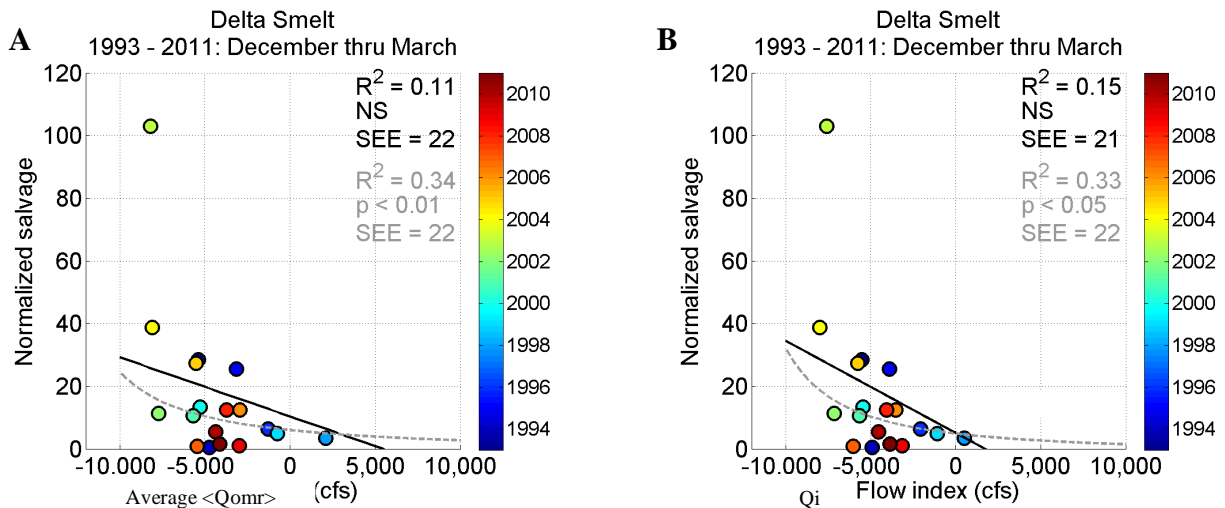 A
Delta Smelt
1993 - 2011: December thru March
R2 = 0.11
NS
SEE = 22
R2 = 0.34
p < 0.01
SEE = 22
Normalized salvage
120
100
80
60
40
20
0
-10.000
-5,000
0
5,000
10,000
Average <Qomr> (cfs)
2010
2008
2006
2004
2002
2000
1998
1996
1994
B
Delta Smelt
1993 - 2011: December thru March
R2 = 0.15
NS
SEE = 21
R2 = 0.33
p < 0.05
SEE = 22
Normalized salvage
120
100
80
60
40
20
0
-10.000
-5,000
0
5,000
10,000
Qi Flow index (cfs)
2010
2008
2006
2004
2002
2000
1998
1996
1994